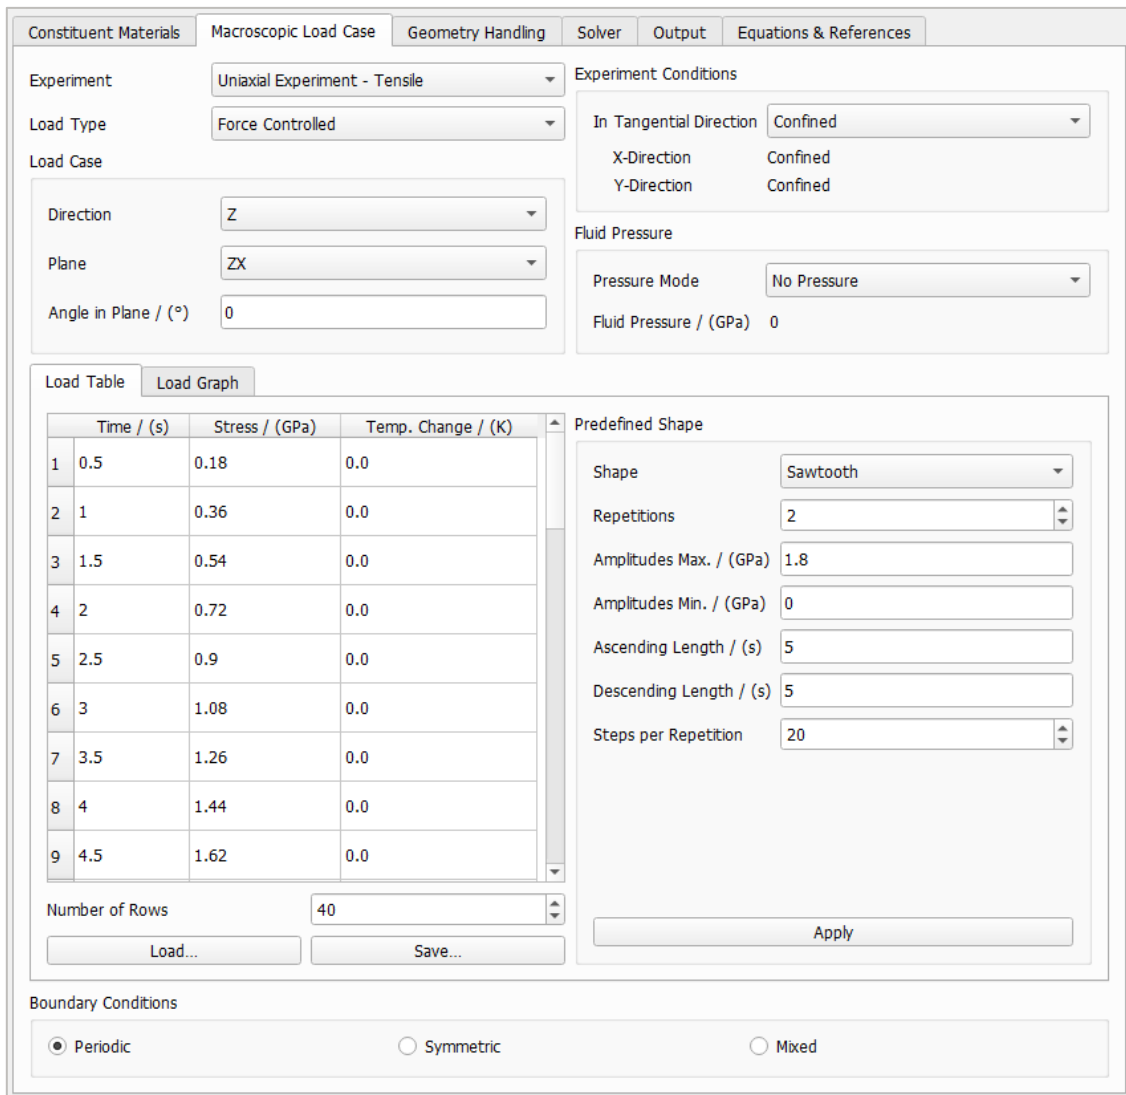 Constituent Materials Macroscopic Load Case Geometry Handling Solver Output Equations & References
Experiment Uniaxial Experiment - Tensile
Load Type Force Controlled
Load Case
Direction Z
Plane ZX
Angle in Plane / (°) 0
Experiment Conditions
In Tangential Direction Confined
X-Direction Confined
Y-Direction Confined
Fluid Pressure
Pressure Mode No Pressure
Fluid Pressure / (GPa) 0
Load Table Load Graph
Time / (s) Stress / (GPa) Temp. Change / (K)
1 0.5 0.18 0.0
2 1 0.36 0.0
3 1.5 0.54 0.0
4 2 0.72 0.0
5 2.5 0.9 0.0
6 3 1.08 0.0
7 3.5 1.26 0.0
8 4 1.44 0.0
9 4.5 1.62 0.0
Number of Rows 40
Load... Save...
Predefined Shape
Shape Sawtooth
Repetitions 2
Amplitudes Max. / (GPa) 1.8
Amplitudes Min. / (GPa) 0
Ascending Length / (s) 5
Descending Length / (s) 5
Steps per Repetition 20
Apply
Boundary Conditions
Periodic Symmetric Mixed